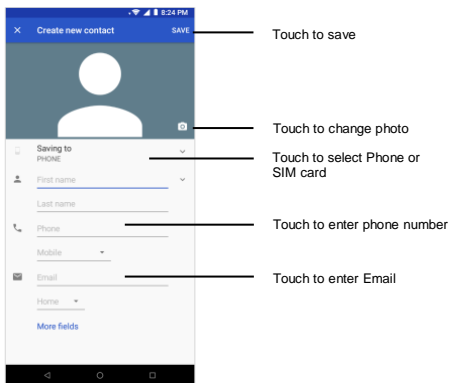 8:24 PM
Create new contact SAVE
Touch to save
Touch to change photo
Saving to
PHONE
Touch to select Phone or
SIM card
First name
Last name
Phone
Touch to enter phone number
Mobile
Email
Touch to enter Email
Home
More fields